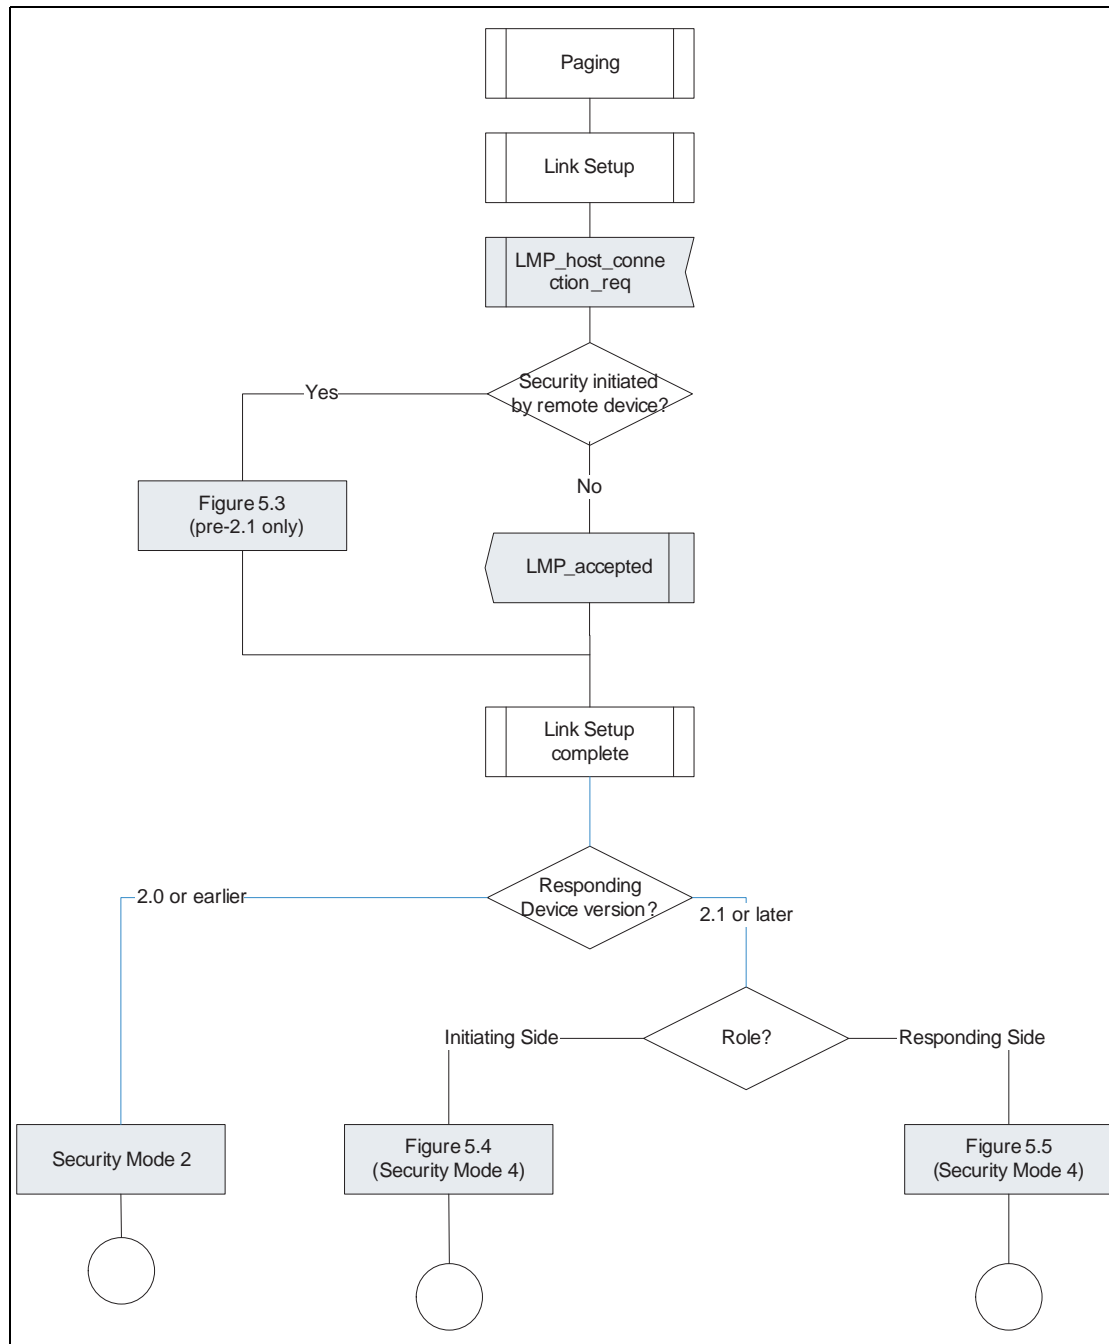 Paging
Link Setup
LMP_host_conne
ction_req
Security initiated
by remote device?
Yes
No
Figure 5.3
(pre-2.1 only)
LMP_accepted
Link Setup
complete
Responding
Device version?
2.0 or earlier
2.1 or later
Role?
Initiating Side
Responding Side
Security Mode 2
Figure 5.4
(Security Mode 4)
Figure 5.5
(Security Mode 4)